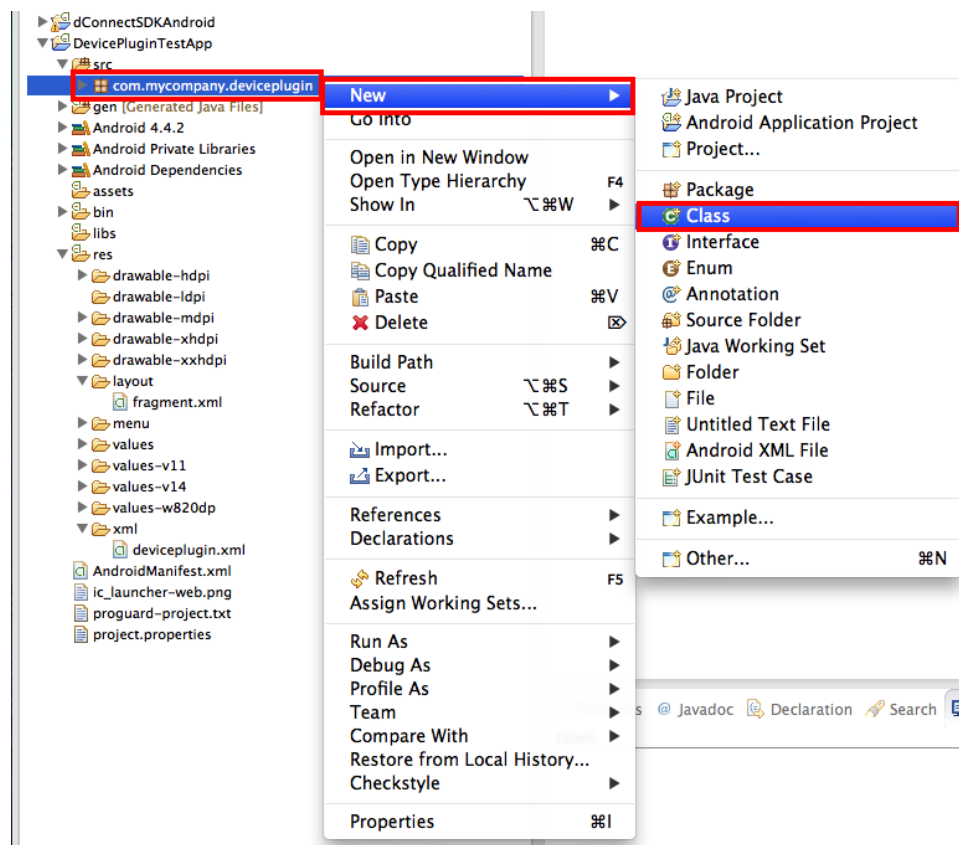 dConnectSDKAndroid
DevicePluginTestApp
src
com.mycompany.deviceplugin
gen [Generated Java Files]
Android 4.4.2
Android Private Libraries
Android Dependencies
assets
bin
libs
res
drawable-hdpi
drawable-ldpi
drawable-mdpi
drawable-xhdpi
drawable-xxhdpi
layout
fragment.xml
menu
values
values-v11
values-v14
values-w820dp
xml
deviceplugin.xml
AndroidManifest.xml
ic_launcher-web.png
proguard-project.txt
project.properties
New
Go Into
Open in New Window
Open Type Hierarchy F4
Show In ⌥⌘W
Copy ⌘C
Copy Qualified Name
Paste ⌘V
Delete ⌦
Build Path
Source ⌥⌘S
Refactor ⌥⌘T
Import...
Export...
References
Declarations
Refresh F5
Assign Working Sets...
Run As
Debug As
Profile As
Team
Compare With
Restore from Local History...
Checkstyle
Properties ⌘I
Java Project
Android Application Project
Project...
Package
Class
Interface
Enum
Annotation
Source Folder
Java Working Set
Folder
File
Untitled Text File
Android XML File
JUnit Test Case
Example...
Other... ⌘N
s @ Javadoc Declaration Search